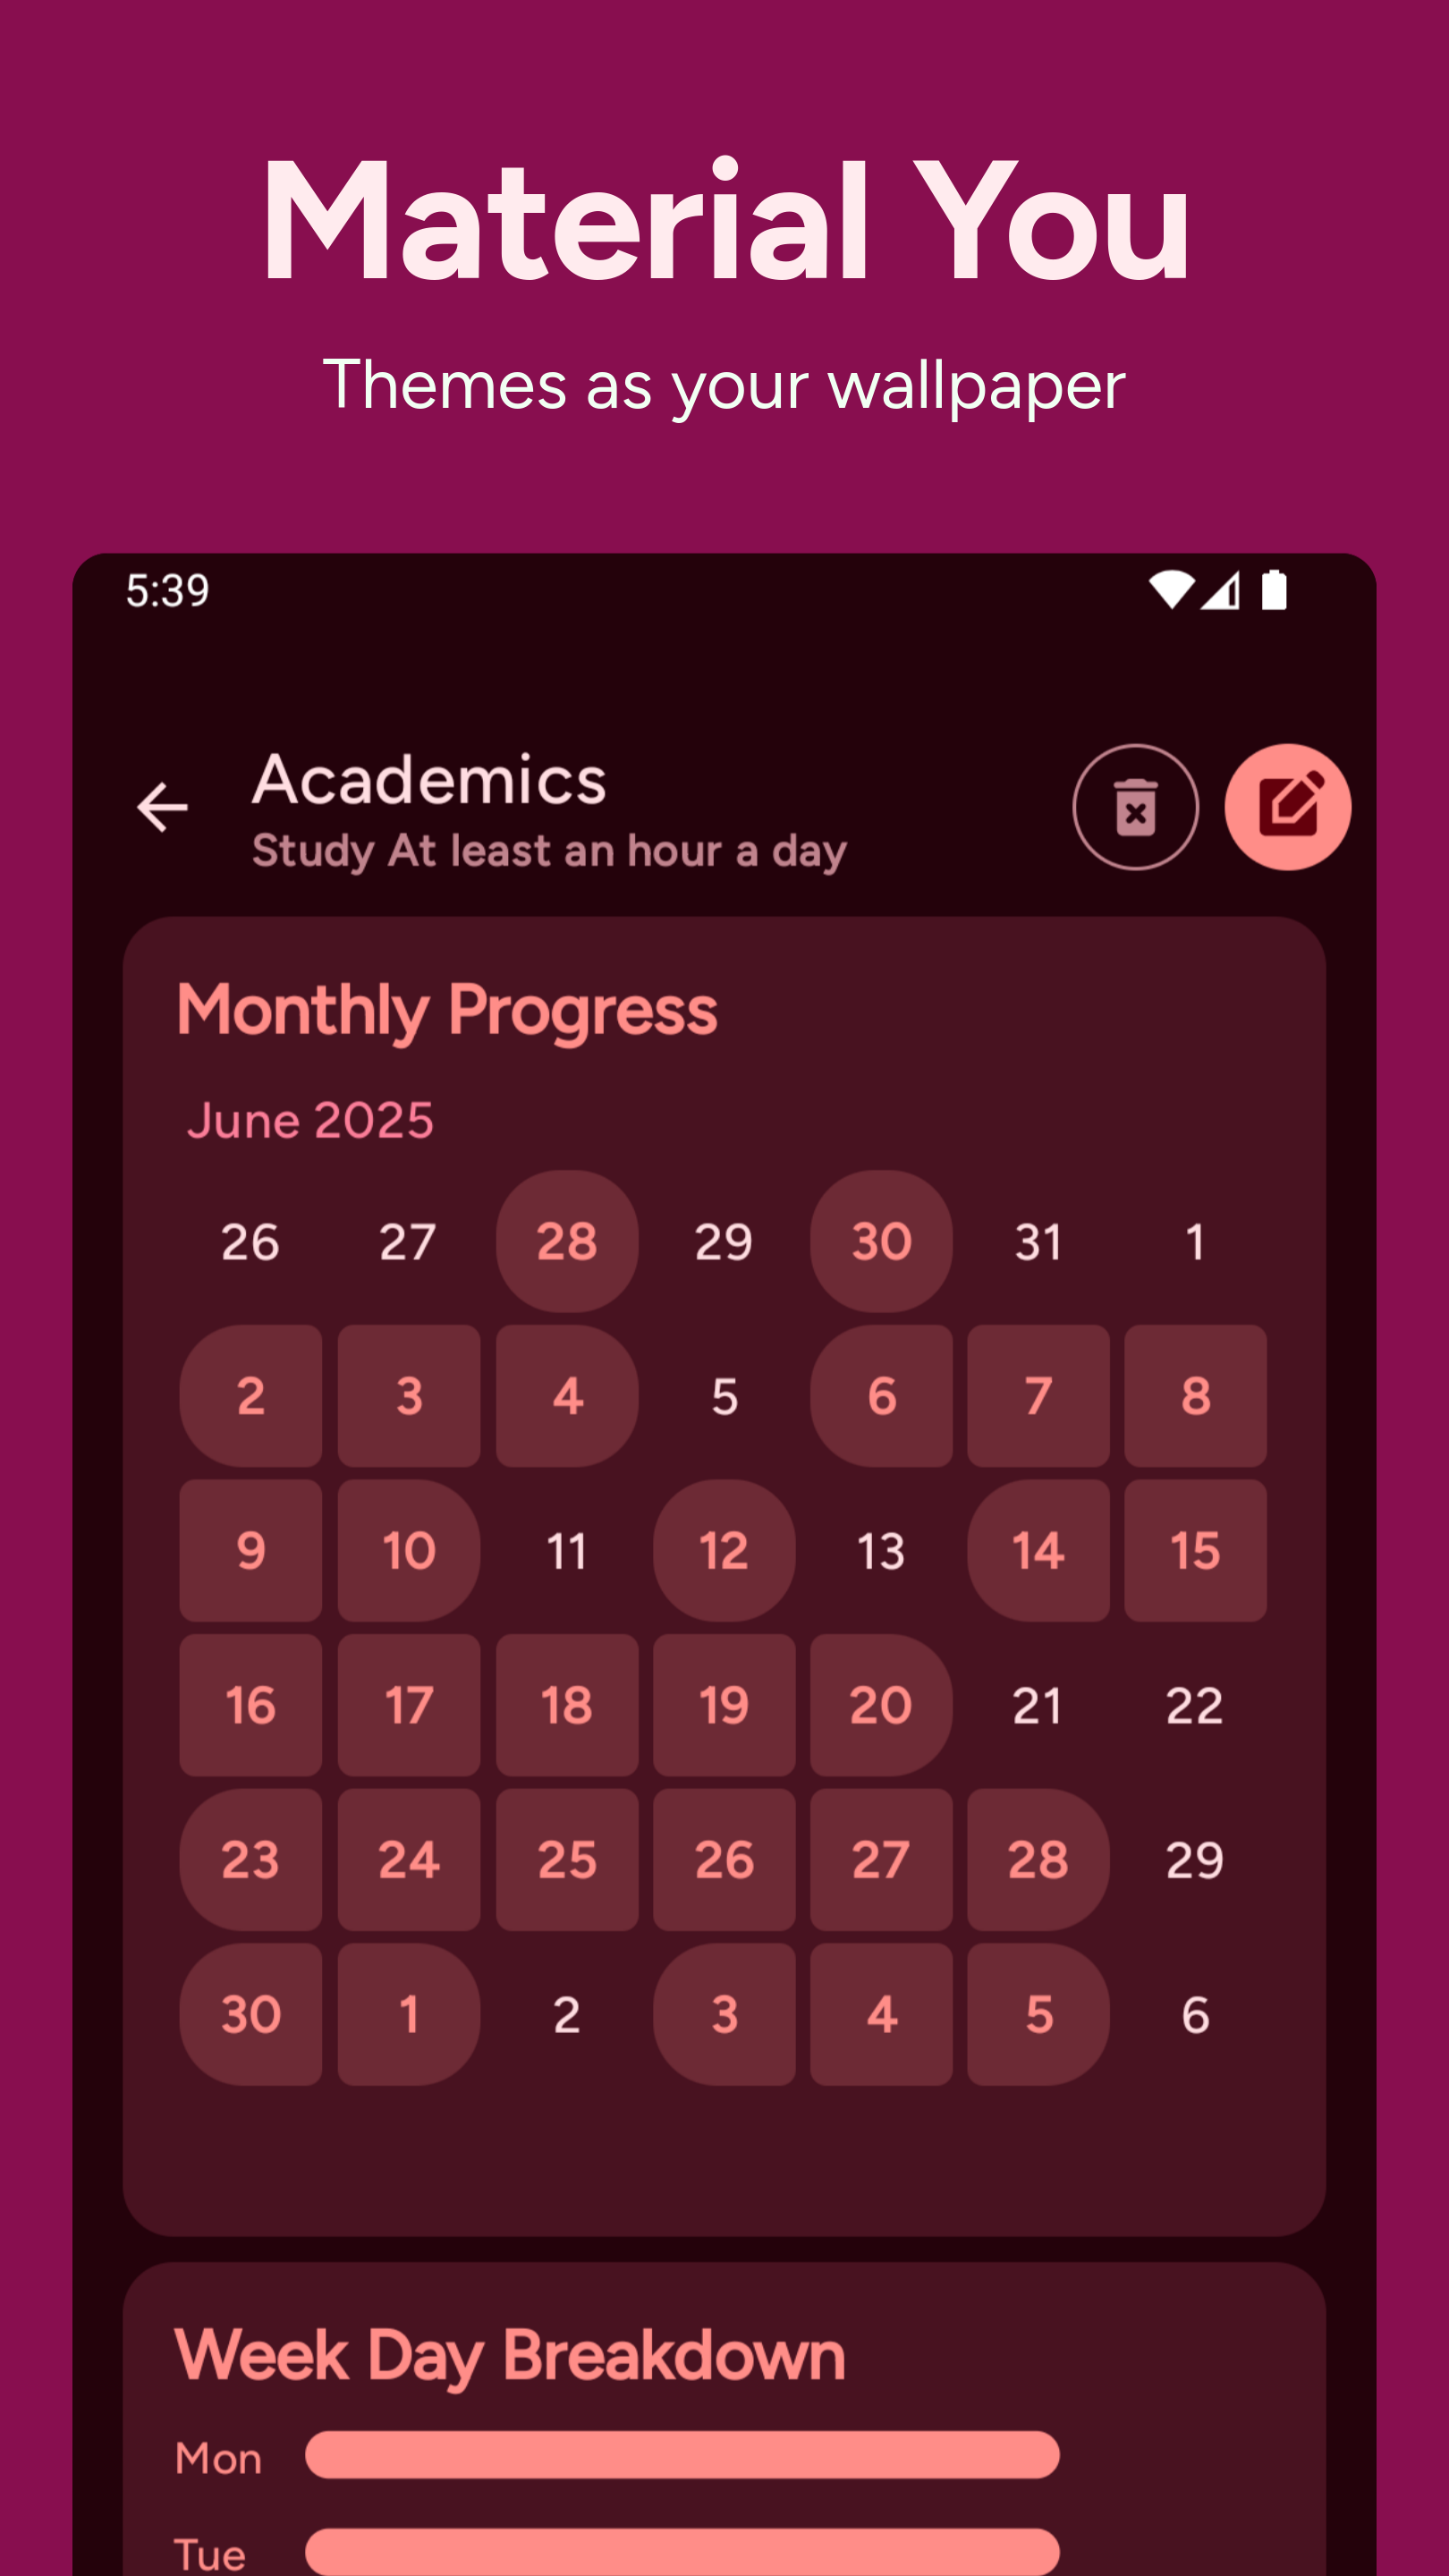 Material You
Themes as your wallpaper
5:39
Academics
Study At least an hour a day
Monthly Progress
June 2025
26 27 28 29 30 31 1
2 3 4 5 6 7 8
9 10 11 12 13 14 15
16 17 18 19 20 21 22
23 24 25 26 27 28 29
30 1 2 3 4 5 6
Week Day Breakdown
Mon
Tue